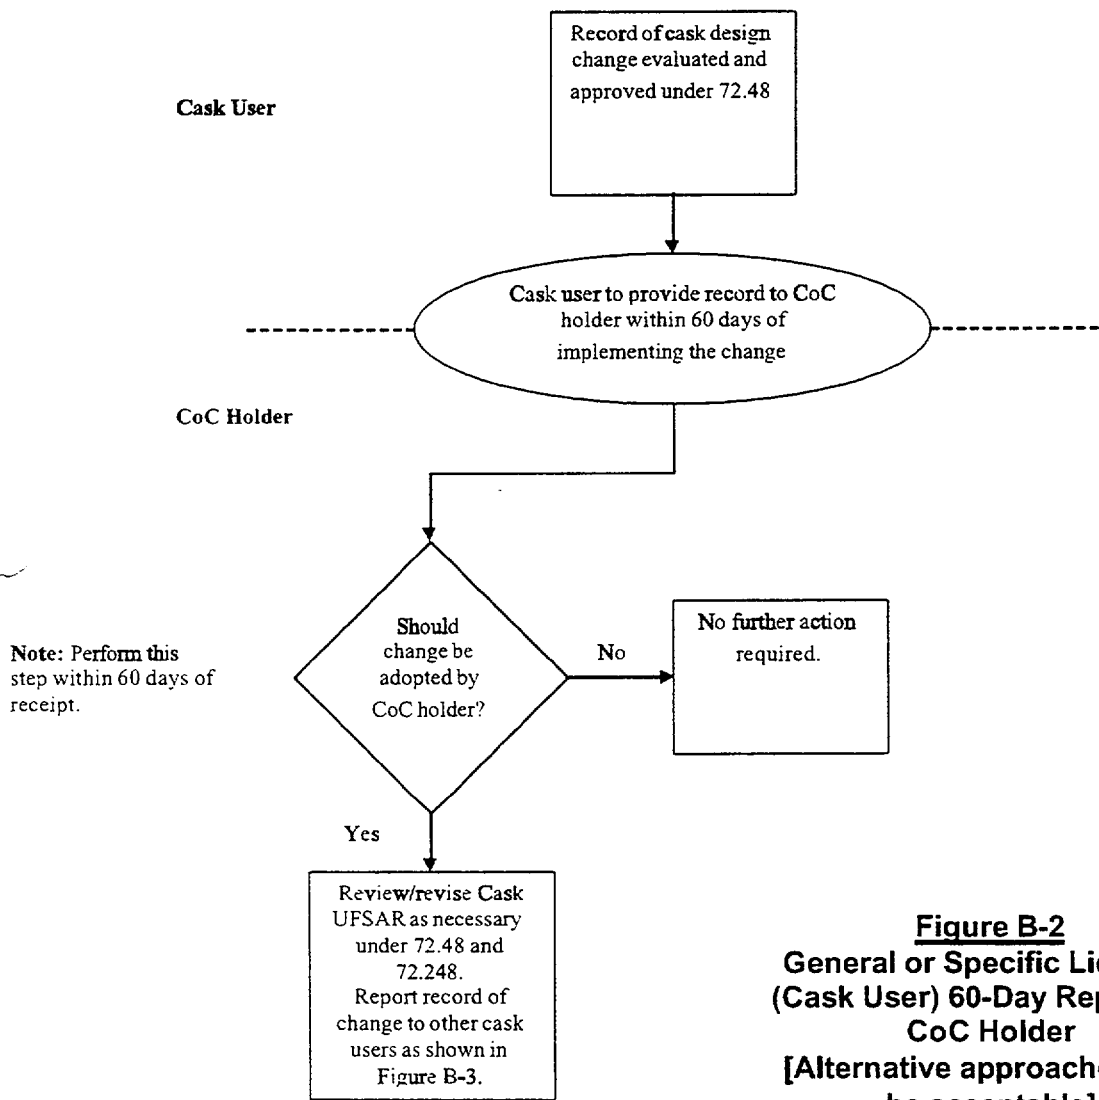 Record of cask design
change evaluated and
approved under 72.48
Cask User
Cask user to provide record to CoC
holder within 60 days of
implementing the change
CoC Holder
Should
change be
adopted by
CoC holder?
No
No further action
required.
Note: Perform this
step within 60 days of
receipt.
Yes
Review/revise Cask
UFSAR as necessary
under 72.48 and
72.248.
Report record of
change to other cask
users as shown in
Figure B-3.
Figure B-2
General or Specific
(Cask User) 60-Day
CoC Holder
[Alternative
be acceptable]